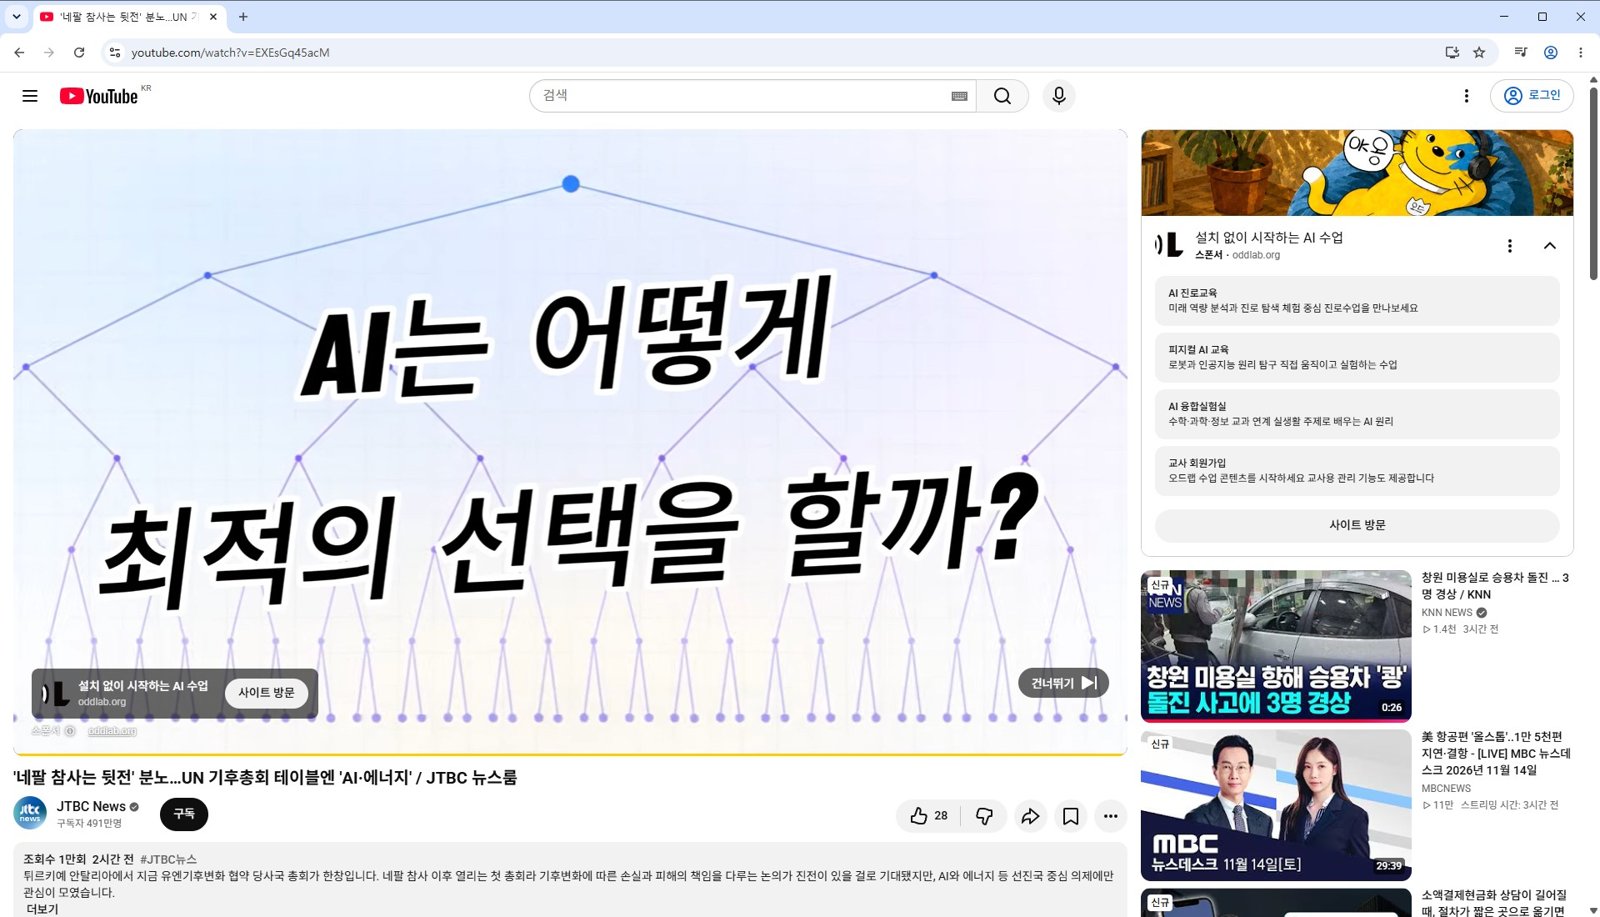 '네팔 참사는 뒷전' 분노...UN 기
youtube.com/watch?v=EXEsGq45acM
YouTube KR
검색
로그인
AI는 어떻게
최적의 선택을 할까?
설치 없이 시작하는 AI 수업
oddlab.org
사이트 방문
건너뛰기
스폰서
oddlab.org
'네팔 참사는 뒷전' 분노…UN 기후총회 테이블엔 'AI·에너지' / JTBC 뉴스룸
jtbc
news
JTBC News
구독자 491만명
구독
28
조회수 1만회 2시간 전 #JTBC뉴스
튀르키예 안탈리아에서 지금 유엔기후변화 협약 당사국 총회가 한창입니다. 네팔 참사 이후 열리는 첫 총회라 기후변화에 따른 손실과 피해의 책임을 다루는 논의가 진전이 있을 걸로 기대됐지만, AI와 에너지 등 선진국 중심 의제에만
관심이 모였습니다.
더보기
야옹
오드
설치 없이 시작하는 AI 수업
스폰서 · oddlab.org
AI 진로교육
미래 역량 분석과 진로 탐색 체험 중심 진로수업을 만나보세요
피지컬 AI 교육
로봇과 인공지능 원리 탐구 직접 움직이고 실험하는 수업
AI 융합실험실
수학·과학·정보 교과 연계 실생활 주제로 배우는 AI 원리
교사 회원가입
오드랩 수업 콘텐츠를 시작하세요 교사용 관리 기능도 제공합니다
사이트 방문
신규
KNN
NEWS
창원 미용실 향해 승용차 '쾅'
돌진 사고에 3명 경상
0:26
창원 미용실로 승용차 돌진 … 3
명 경상 / KNN
KNN NEWS
1.4천 3시간 전
신규
MBC
뉴스데스크 11월 14일[토]
29:39
美 항공편 '올스톱'..1만 5천편
지연·결항 - [LIVE] MBC 뉴스데
스크 2026년 11월 14일
MBCNEWS
11만 스트리밍 시간: 3시간 전
신규
소액결제현금화 상담이 길어질
때, 절차가 짧은 곳으로 옮기면